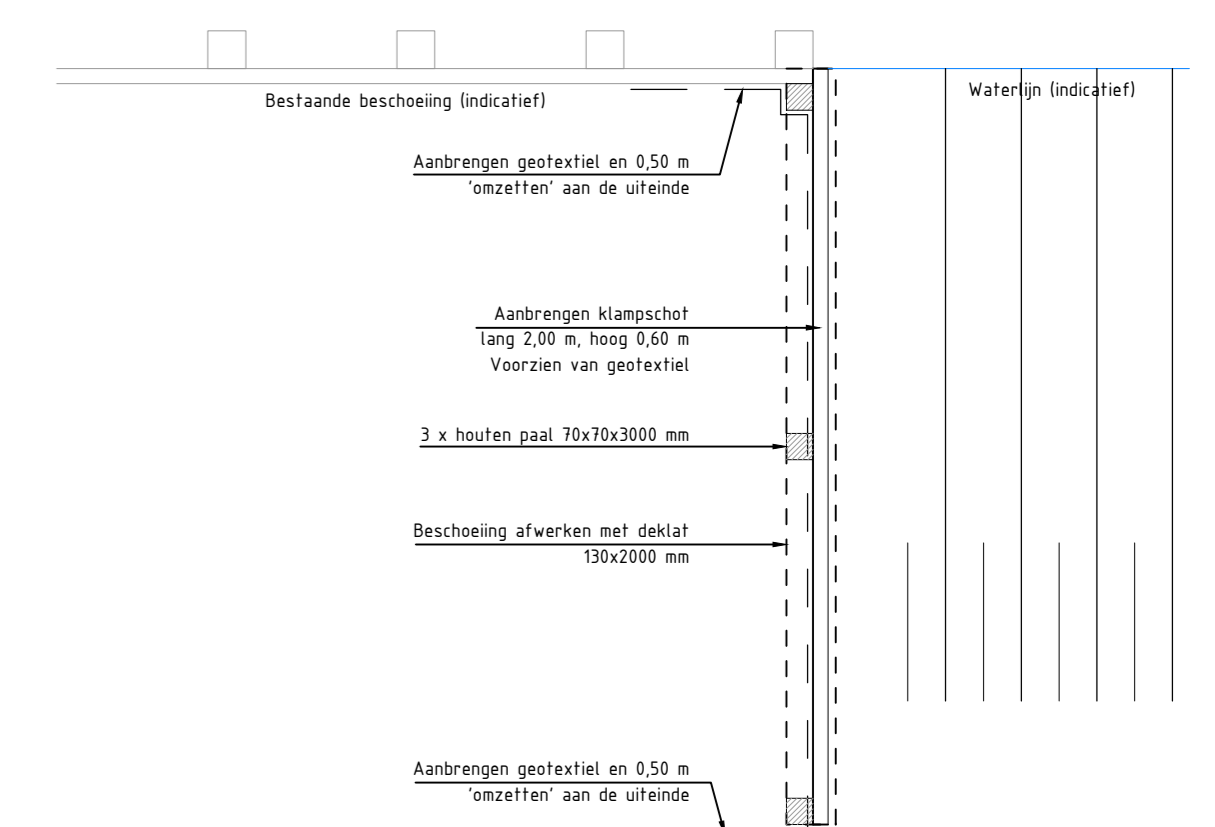 Bestaande beschoeiing (indicatief)
Waterlijn (indicatief)
Aanbrengen geotextiel en 0,50 m
'omzetten' aan de uiteinde
Aanbrengen klampschot
lang 2,00 m, hoog 0,60 m
Voorzien van geotextiel
3 x houten paal 70x70x3000 mm
Beschoeiing afwerken met deklat
130x2000 mm
Aanbrengen geotextiel en 0,50 m
'omzetten' aan de uiteinde